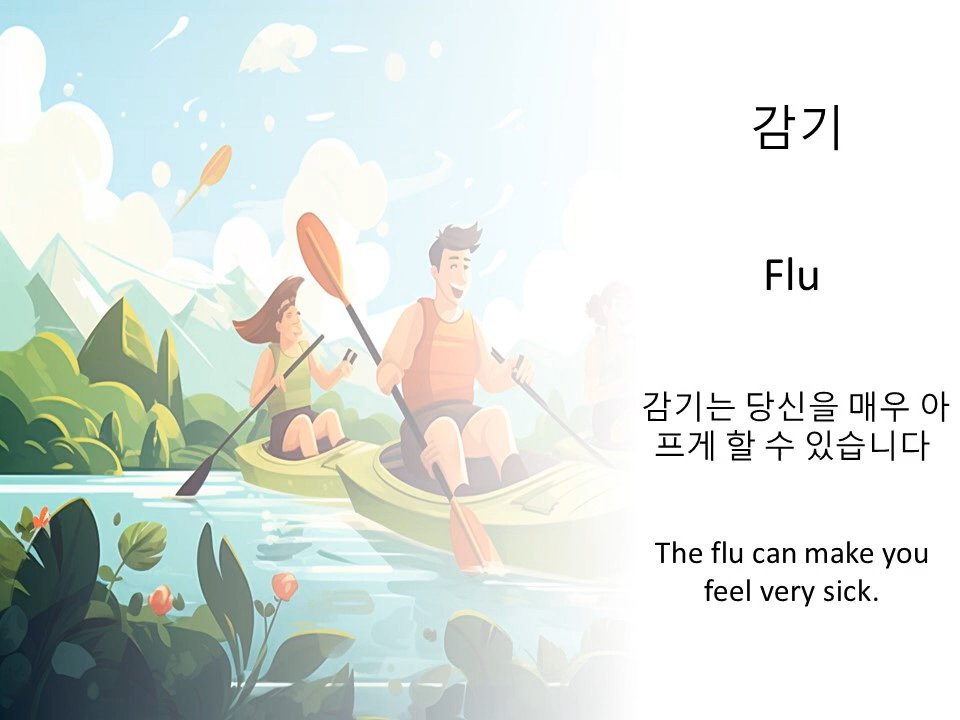 감기
Flu
감기는 당신을 매우 아
프게 할 수 있습니다
The flu can make you
feel very sick.